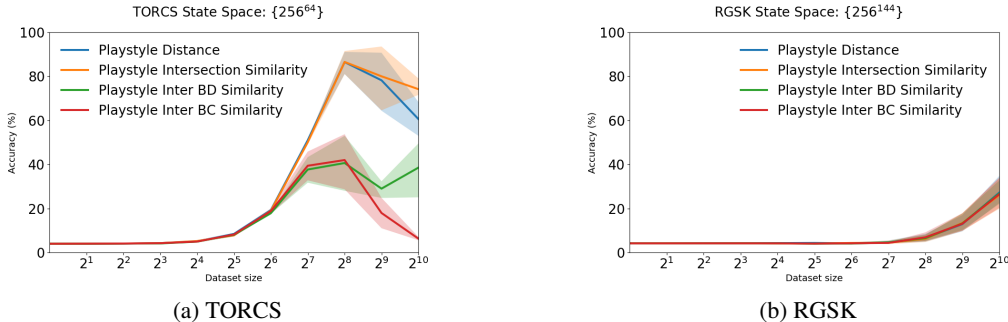 TORCS State Space: {256^64}
100
80
60
40
20
0
Accuracy (%)
Playstyle Distance
Playstyle Intersection Similarity
Playstyle Inter BD Similarity
Playstyle Inter BC Similarity
2^1 2^2 2^3 2^4 2^5 2^6 2^7 2^8 2^9 2^10
Dataset size
(a) TORCS
RGSK State Space: {256^144}
100
80
60
40
20
0
Accuracy (%)
Playstyle Distance
Playstyle Intersection Similarity
Playstyle Inter BD Similarity
Playstyle Inter BC Similarity
2^1 2^2 2^3 2^4 2^5 2^6 2^7 2^8 2^9 2^10
Dataset size
(b) RGSK